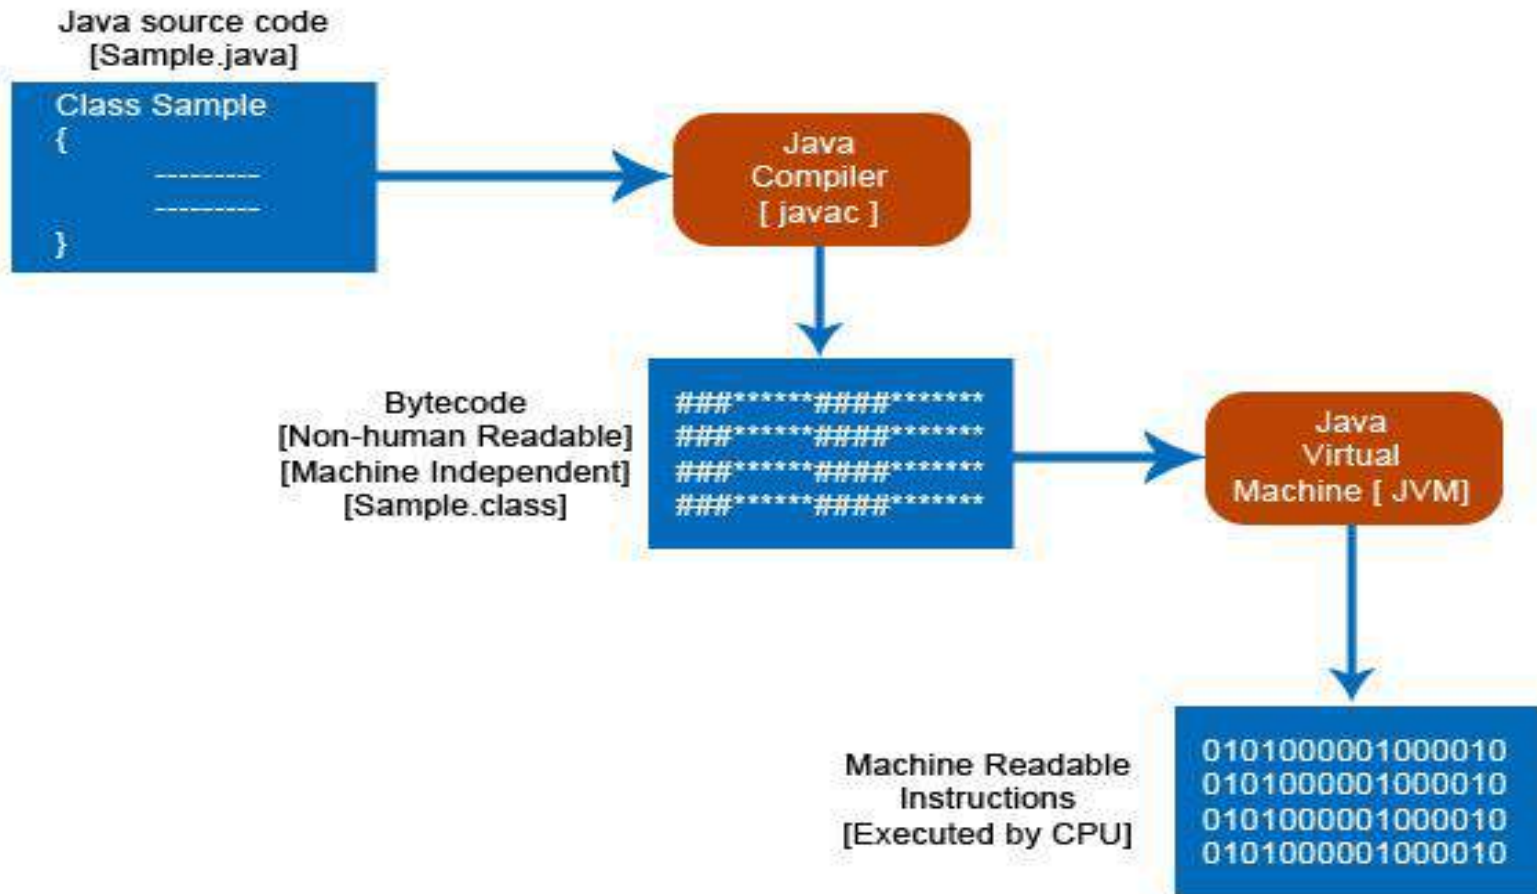 Java source code
[Sample.java]
Class Sample
{
---------
---------
}
Java
Compiler
[ javac ]
Bytecode
[Non-human Readable]
[Machine Independent]
[Sample.class]
###******####*******
###******####*******
###******####*******
###******####*******
Java
Virtual
Machine [ JVM]
Machine Readable
Instructions
[Executed by CPU]
0101000001000010
0101000001000010
0101000001000010
0101000001000010